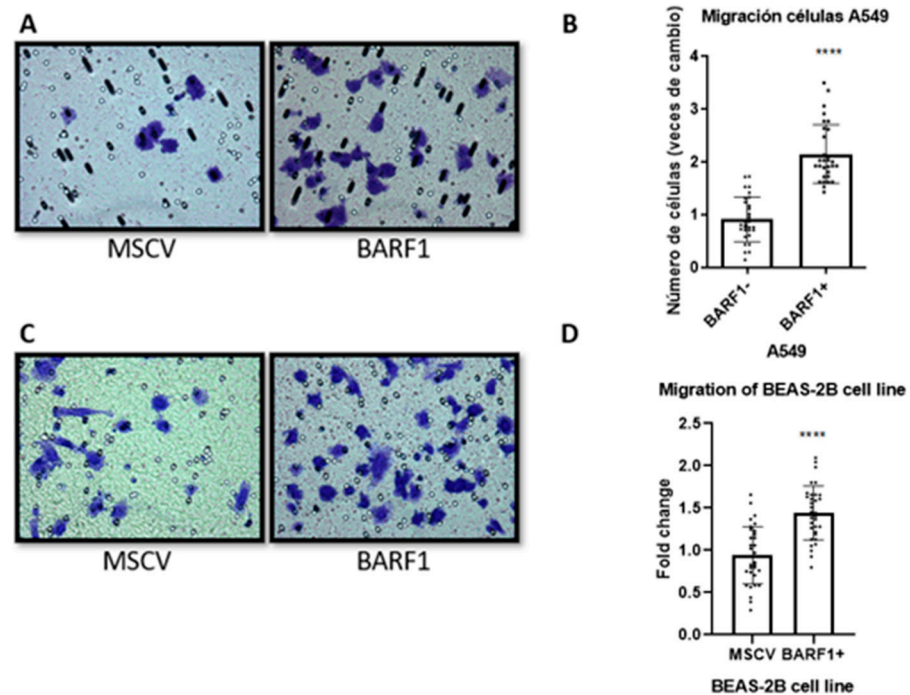 A
MSCV
BARF1
B
Migración células A549
Número de células (veces de cambio)
4
3
2
1
0
****
BARF1-
BARF1+
A549
C
MSCV
BARF1
D
Migration of BEAS-2B cell line
Fold change
2.5
2.0
1.5
1.0
0.5
0.0
****
MSCV BARF1+
BEAS-2B cell line